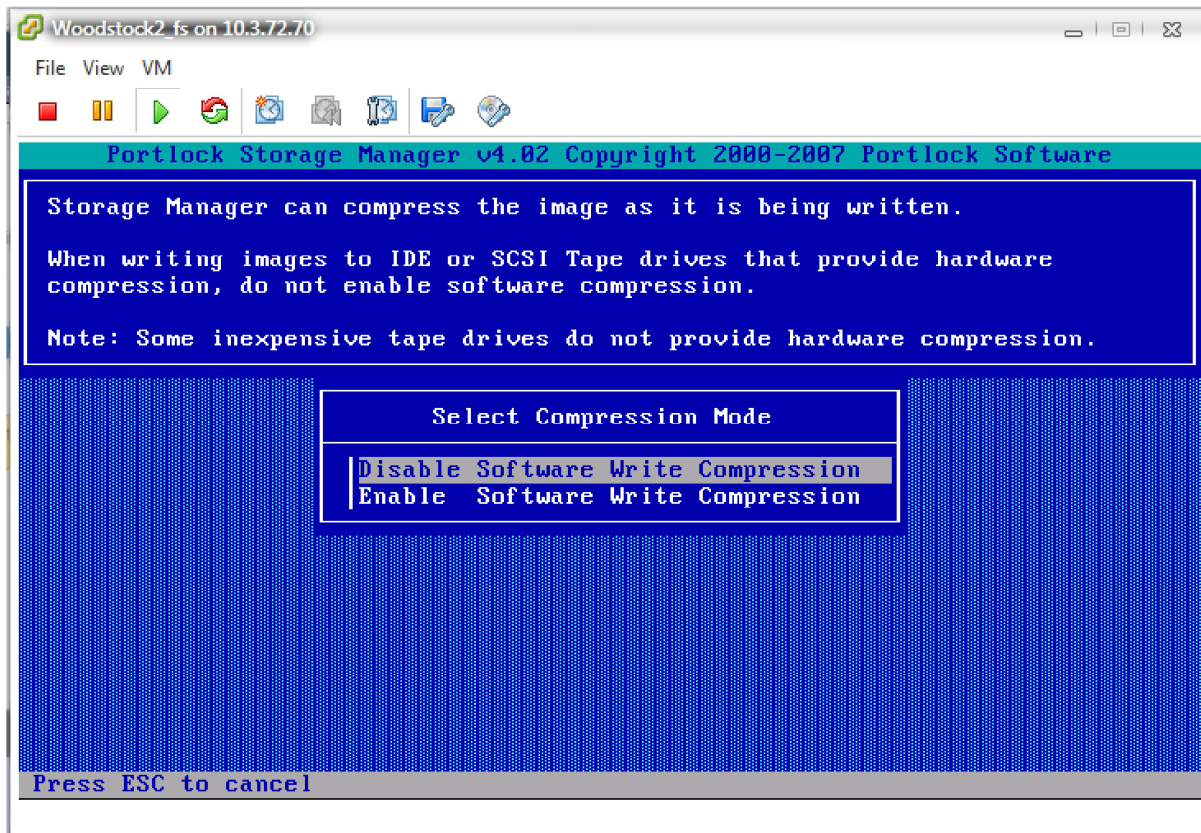 Woodstock2_fs on 10.3.72.70
File View VM
Portlock Storage Manager v4.02 Copyright 2000-2007 Portlock Software
Storage Manager can compress the image as it is being written.
When writing images to IDE or SCSI Tape drives that provide hardware
compression, do not enable software compression.
Note: Some inexpensive tape drives do not provide hardware compression.
Select Compression Mode
Disable Software Write Compression
Enable  Software Write Compression
Press ESC to cancel